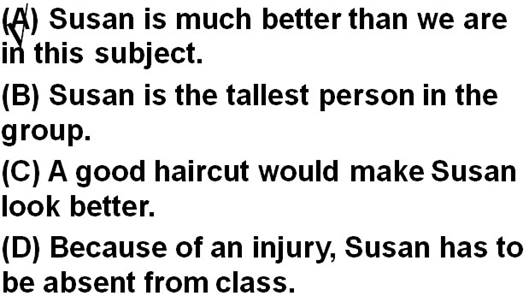 (A) Susan is much better than we are
in this subject.
(B) Susan is the tallest person in the
group.
(C) A good haircut would make Susan
look better.
(D) Because of an injury, Susan has to
be absent from class.